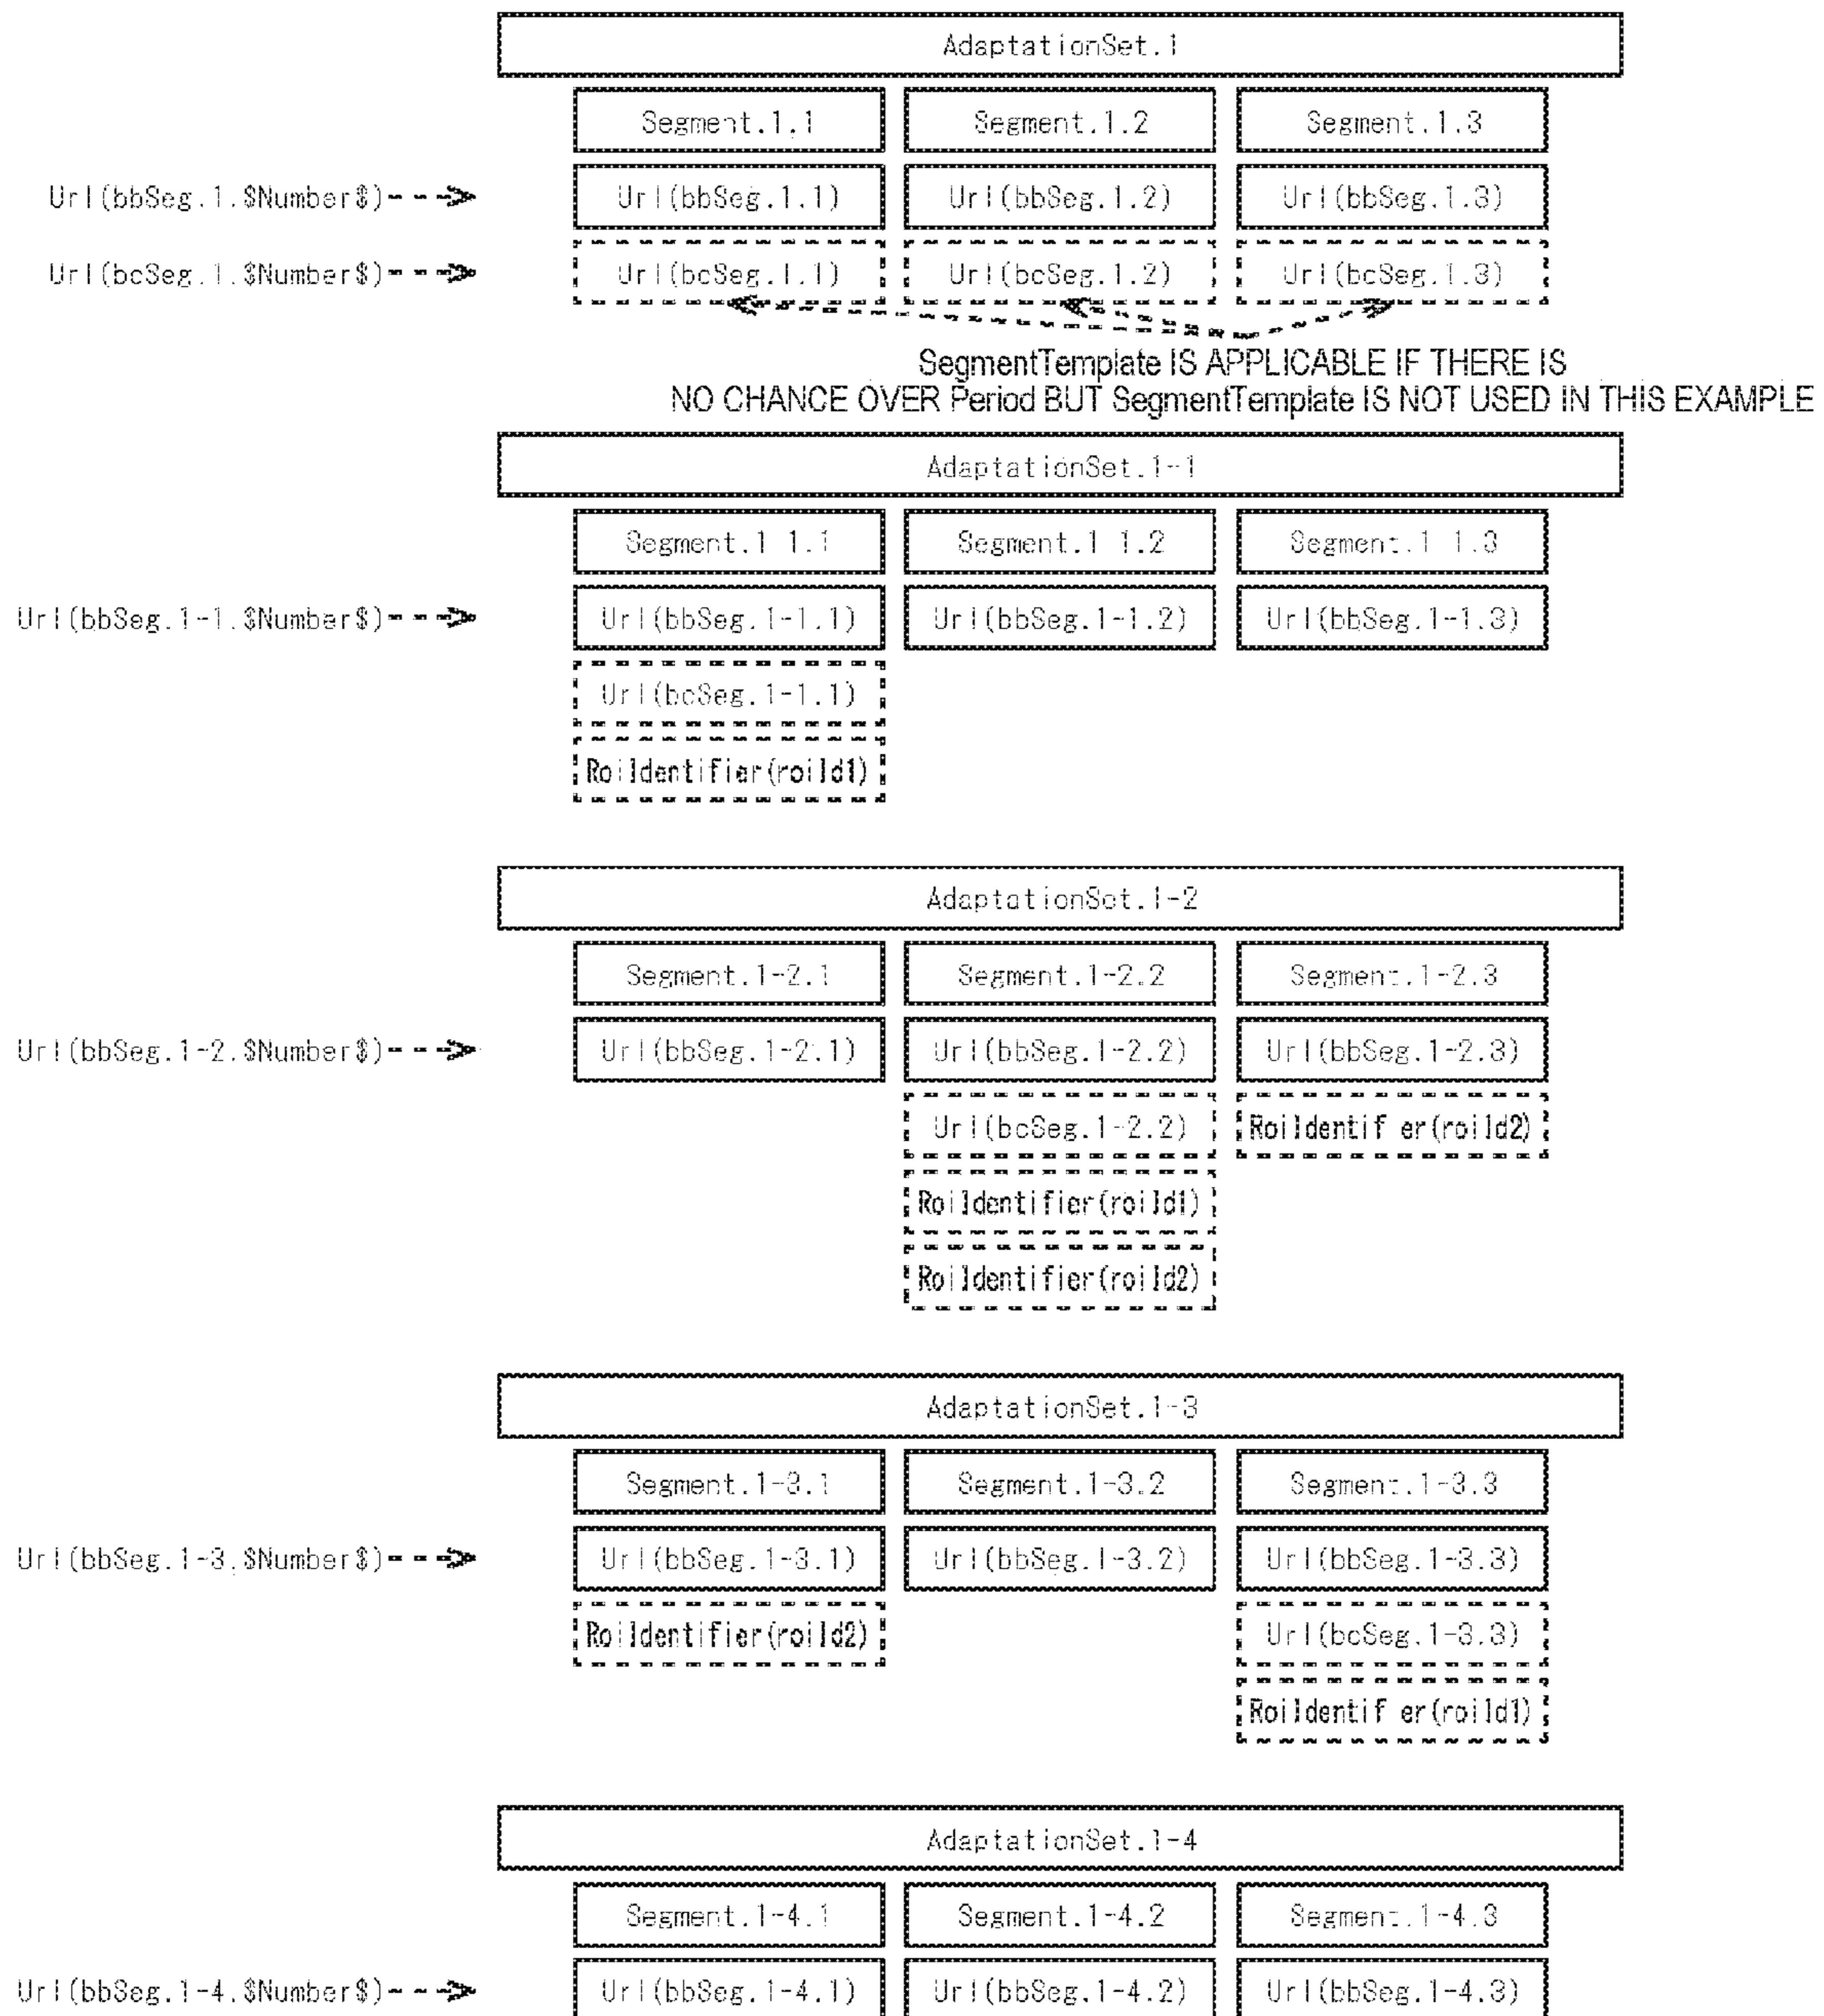 AdaptationSet.1
Segment.1.1 Segment.1.2 Segment.1.3
Url(bbSeg.1.$Number$) Url(bbSeg.1.1) Url(bbSeg.1.2) Url(bbSeg.1.3)
Url(bcSeg.1.$Number$) Url(bcSeg.1.1) Url(bcSeg.1.2) Url(bcSeg.1.3)
SegmentTemplate IS APPLICABLE IF THERE IS
NO CHANCE OVER Period BUT SegmentTemplate IS NOT USED IN THIS EXAMPLE
AdaptationSet.1-1
Segment.1 1.1 Segment.1 1.2 Segment.1 1.3
Url(bbSeg.1-1.$Number$) Url(bbSeg.1-1.1) Url(bbSeg.1-1.2) Url(bbSeg.1-1.3)
Url(bcSeg.1-1.1)
RoiIdentifier(roiId1)
AdaptationSet.1-2
Segment.1-2.1 Segment.1-2.2 Segment.1-2.3
Url(bbSeg.1-2.$Number$) Url(bbSeg.1-2.1) Url(bbSeg.1-2.2) Url(bbSeg.1-2.3)
Url(bcSeg.1-2.2) RoiIdentif er(roiId2)
RoiIdentifier(roiId1)
RoiIdentifier(roiId2)
AdaptationSet.1-3
Segment.1-3.1 Segment.1-3.2 Segment.1-3.3
Url(bbSeg.1-3.$Number$) Url(bbSeg.1-3.1) Url(bbSeg.1-3.2) Url(bbSeg.1-3.3)
RoiIdentifier(roiId2) Url(bcSeg.1-3.3)
RoiIdentif er(roiId1)
AdaptationSet.1-4
Segment.1-4.1 Segment.1-4.2 Segment.1-4.3
Url(bbSeg.1-4.$Number$) Url(bbSeg.1-4.1) Url(bbSeg.1-4.2) Url(bbSeg.1-4.3)